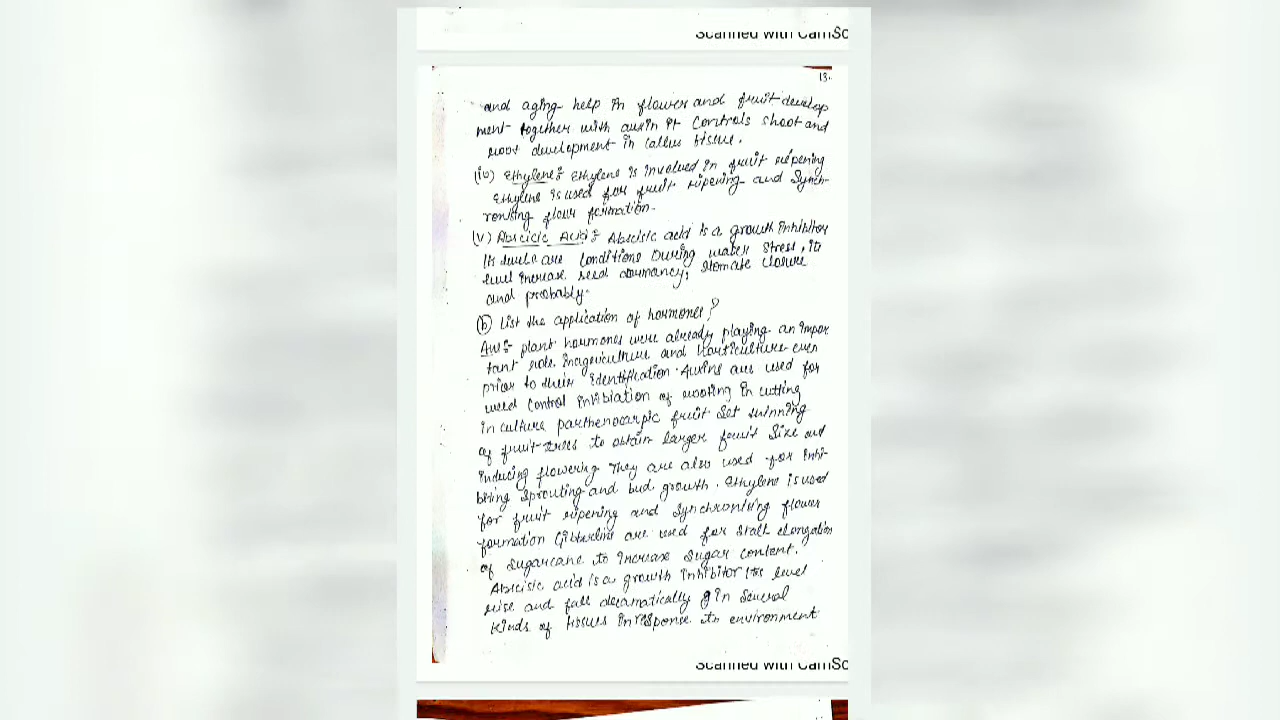 Scanned with CamSc
13.
and aging help in flower and fruit develop
ment together with auxin it controls shoot and
root development in callus tissue.
(iv) Ethylene:- Ethylene is involved in fruit ripening
Ethylene is used for fruit ripening and Synch-
ronising flowr formation.
(v) Abscicic Acid:- Abscisic acid is a growth inhibitor
Its levels are conditions During water stress, its
level increase seed dormancy, stomate closure
and probably.
(b) List the application of hormones?
Ans:- plant hormones were already playing an impor
tant role inagriculture and Horticulture even
prior to their identification. Auxins are used for
weed control inhibiation of rooting in cutting
in culture parthenocarpic fruit set thinning
of fruit trees to obtain larger fruit size and
inducing flowering They are also used for inhi-
biting sprouting and bud growth. Ethylene is used
for fruit ripening and synchronising flower
formation Gibberlins are used for stalk elongation
of sugarcane to increase sugar content.
Abscisic acid is a growth inhibitor Its level
rise and fall decamatically in several
kinds of tissues in response to environment
Scanned with CamSc